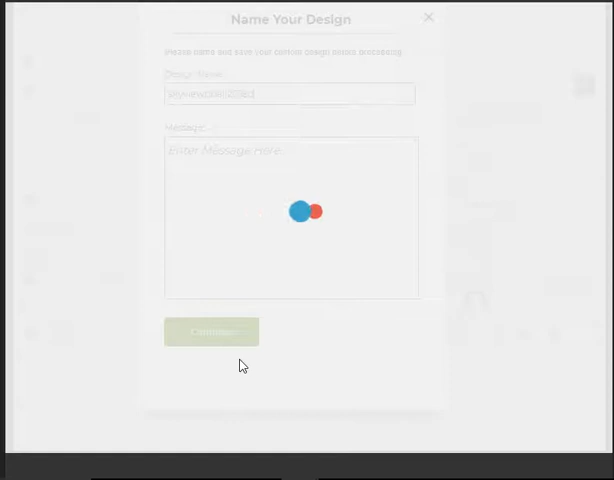 Name Your Design
Please name and save your custom design before proceeding.
Design Name:
Message:
Enter Message Here
Continue